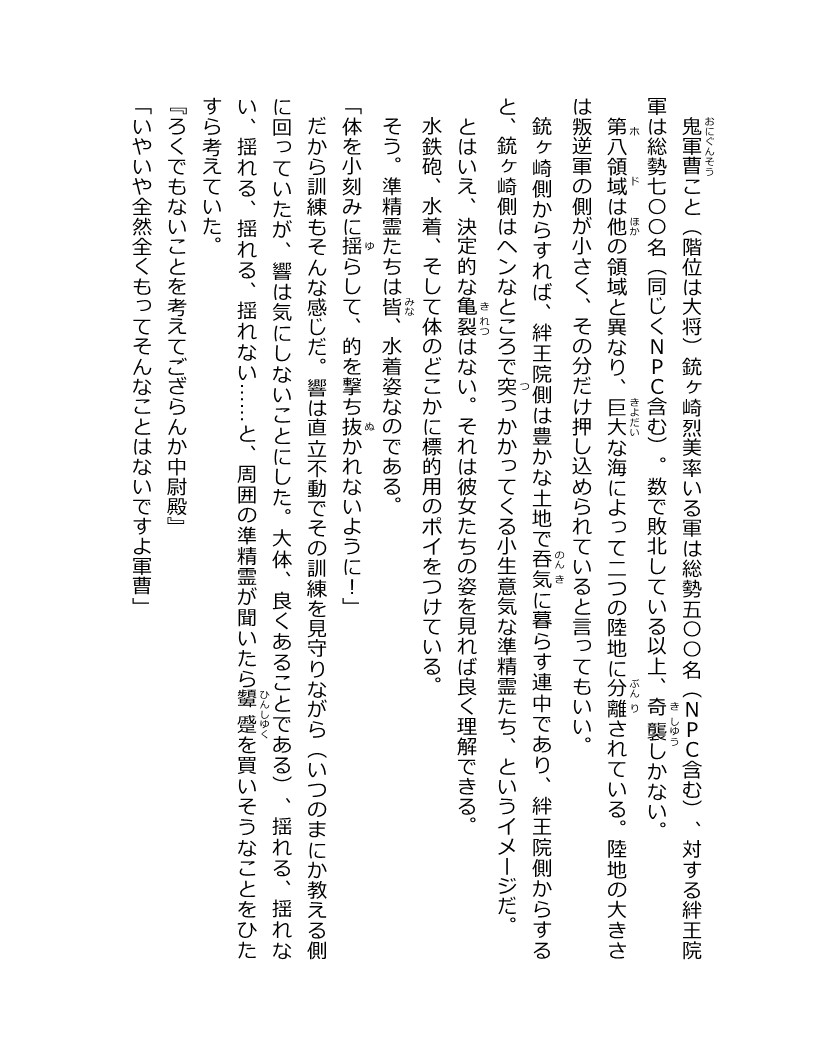 鬼軍曹こと（階位は大将）銃ヶ崎烈美率いる軍は総勢五〇〇名（ＮＰＣ含む）、対する絆王院
軍は総勢七〇〇名（同じくＮＰＣ含む）。数で敗北している以上、奇襲しかない。
第八領域は他の領域と異なり、巨大な海によって二つの陸地に分離されている。陸地の大きさ
は叛逆軍の側が小さく、その分だけ押し込められていると言ってもいい。
銃ヶ崎側からすれば、絆王院側は豊かな土地で呑気に暮らす連中であり、絆王院側からする
と、銃ヶ崎側はヘンなところで突っかかってくる小生意気な準精霊たち、というイメージだ。
とはいえ、決定的な亀裂はない。それは彼女たちの姿を見れば良く理解できる。
水鉄砲、水着、そして体のどこかに標的用のポイをつけている。
そう。準精霊たちは皆、水着姿なのである。
「体を小刻みに揺らして、的を撃ち抜かれないように！」
だから訓練もそんな感じだ。響は直立不動でその訓練を見守りながら（いつのまにか教える側
に回っていたが、響は気にしないことにした。大体、良くあることである）、揺れる、揺れな
い、揺れる、揺れる、揺れない……と、周囲の準精霊が聞いたら顰蹙を買いそうなことをひた
すら考えていた。
『ろくでもないことを考えてござらんか中尉殿』
「いやいや全然全くもってそんなことはないですよ軍曹」